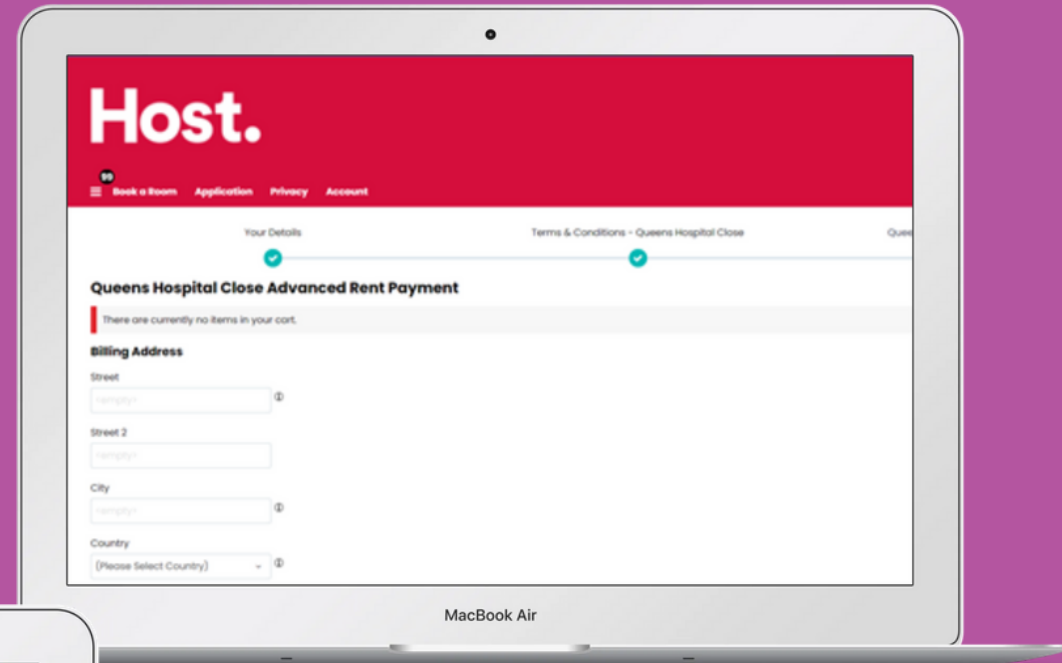 Host.
99
Book a Room Application Privacy Account
Your Details Terms & Conditions - Queens Hospital Close Quee
Queens Hospital Close Advanced Rent Payment
There are currently no items in your cart.
Billing Address
Street
<empty>
Street 2
<empty>
City
<empty>
Country
(Please Select Country)
MacBook Air